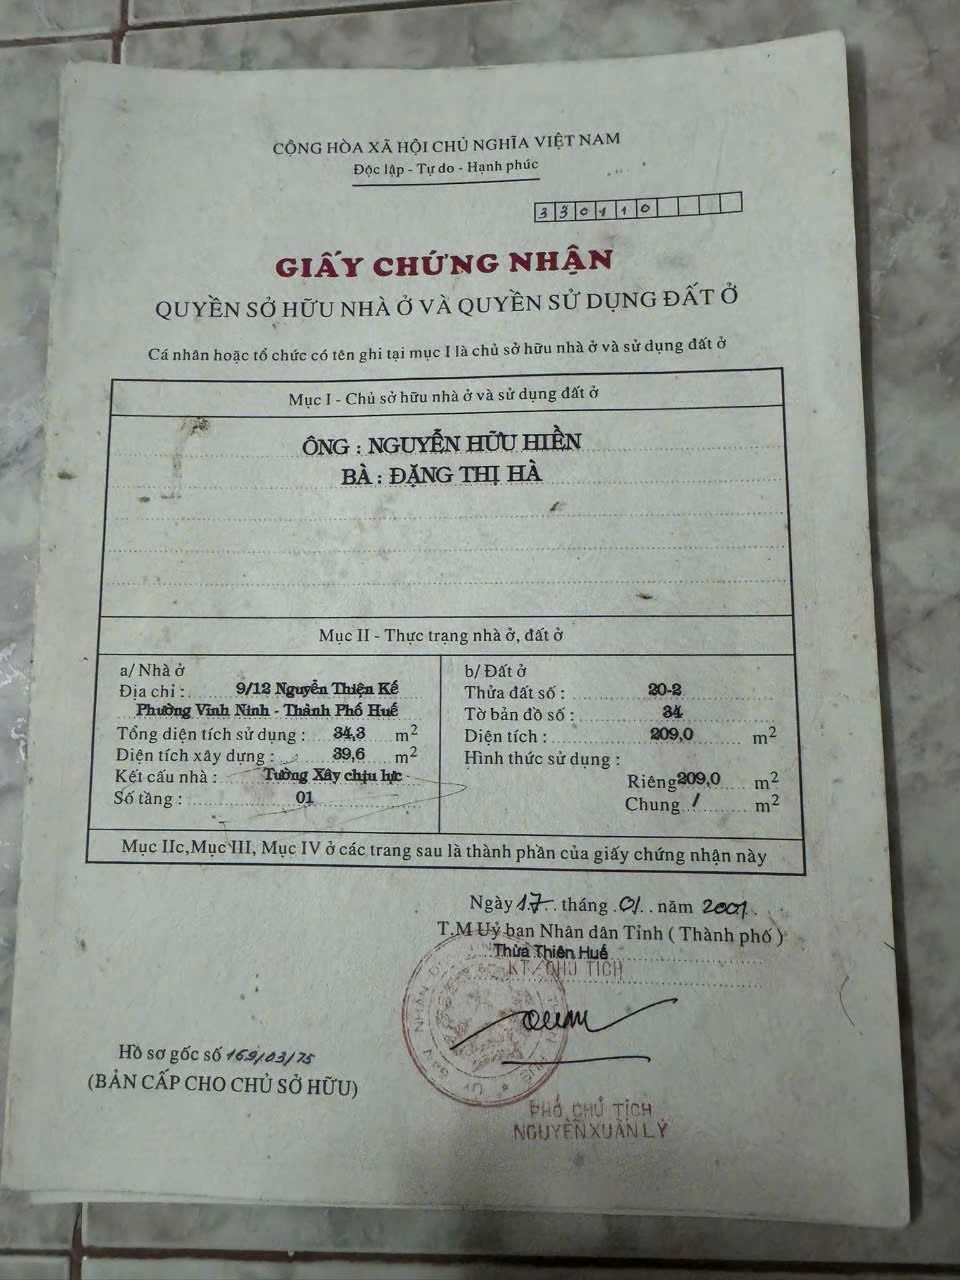 CỘNG HÒA XÃ HỘI CHỦ NGHĨA VIỆT NAM
Độc lập - Tự do - Hạnh phúc
330110
GIẤY CHỨNG NHẬN
QUYỀN SỞ HỮU NHÀ Ở VÀ QUYỀN SỬ DỤNG ĐẤT Ở
Cá nhân hoặc tổ chức có tên ghi tại mục I là chủ sở hữu nhà ở và sử dụng đất ở
Mục I - Chủ sở hữu nhà ở và sử dụng đất ở
ÔNG : NGUYỄN HỮU HIỀN
BÀ : ĐẶNG THỊ HÀ
Mục II - Thực trạng nhà ở, đất ở
a/ Nhà ở
Địa chỉ : 9/12 Nguyễn Thiện Kế
Phường Vĩnh Ninh - Thành Phố Huế
Tổng diện tích sử dụng : 34,3 m2
Diện tích xây dựng : 39,6 m2
Kết cấu nhà : Tường Xây chịu lực
Số tầng : 01
b/ Đất ở
Thửa đất số : 20-2
Tờ bản đồ số : 34
Diện tích : 209,0 m2
Hình thức sử dụng :
Riêng 209,0 m2
Chung / m2
Mục IIc, Mục III, Mục IV ở các trang sau là thành phần của giấy chứng nhận này
Ngày 17 tháng 01 năm 2001
T.M Uỷ ban Nhân dân Tỉnh ( Thành phố )
Thừa Thiên Huế
KT/CHỦ TỊCH
Hồ sơ gốc số 169/03/75
(BẢN CẤP CHO CHỦ SỞ HỮU)
PHÓ CHỦ TỊCH
NGUYỄN XUÂN LÝ